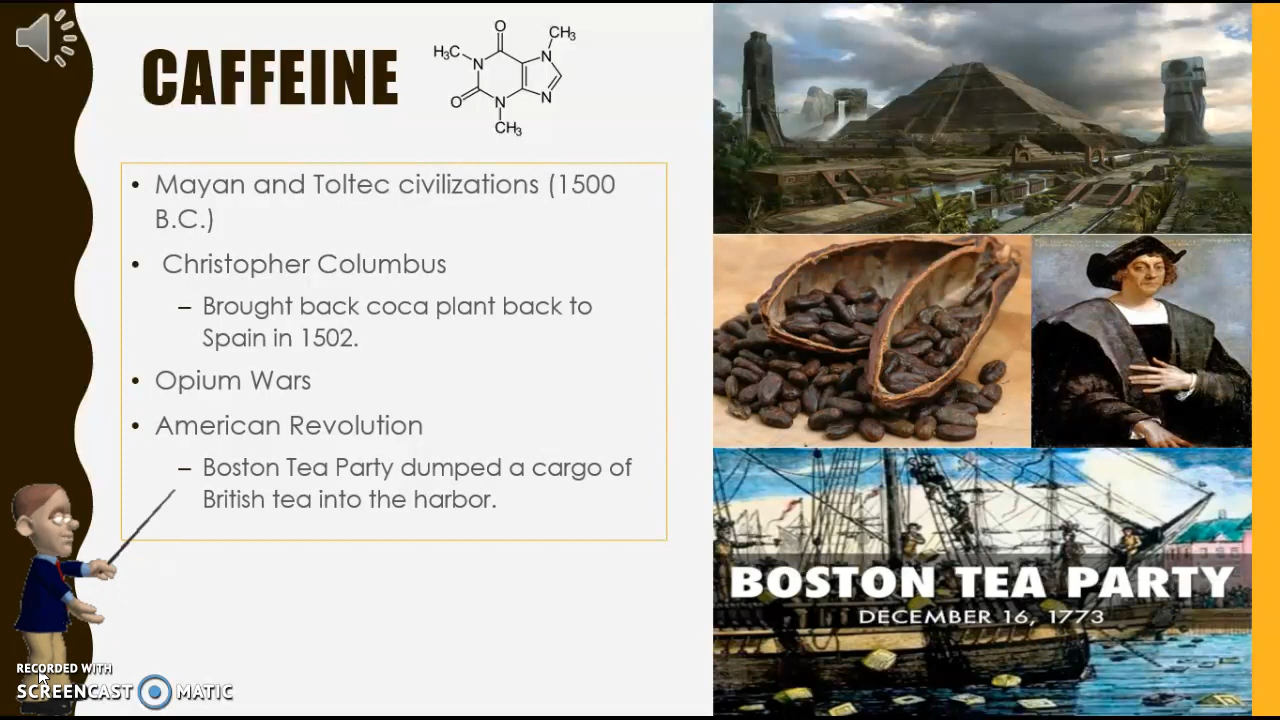 CAFFEINE
O
CH₃
H₃C
N
N
O
N
N
CH₃
• Mayan and Toltec civilizations (1500
B.C.)
• Christopher Columbus
– Brought back coca plant back to
Spain in 1502.
• Opium Wars
• American Revolution
– Boston Tea Party dumped a cargo of
British tea into the harbor.
BOSTON TEA PARTY
DECEMBER 16, 1773
RECORDED WITH
SCREENCAST MATIC